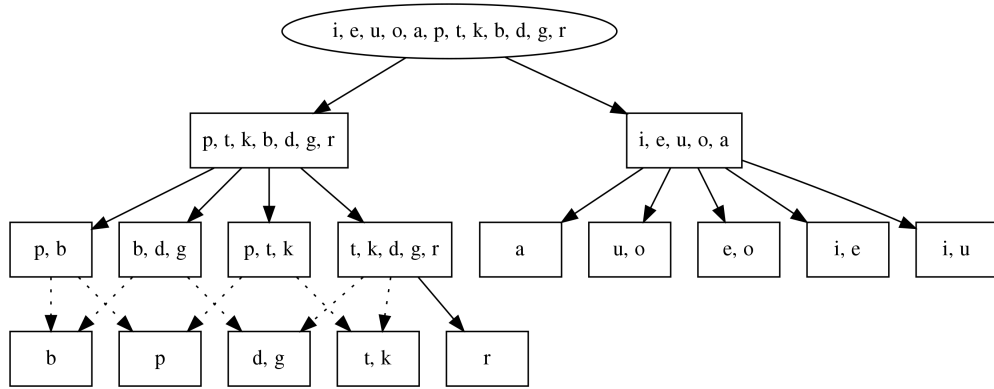 i, e, u, o, a, p, t, k, b, d, g, r
p, t, k, b, d, g, r
i, e, u, o, a
p, b
b, d, g
p, t, k
t, k, d, g, r
a
u, o
e, o
i, e
i, u
b
p
d, g
t, k
r